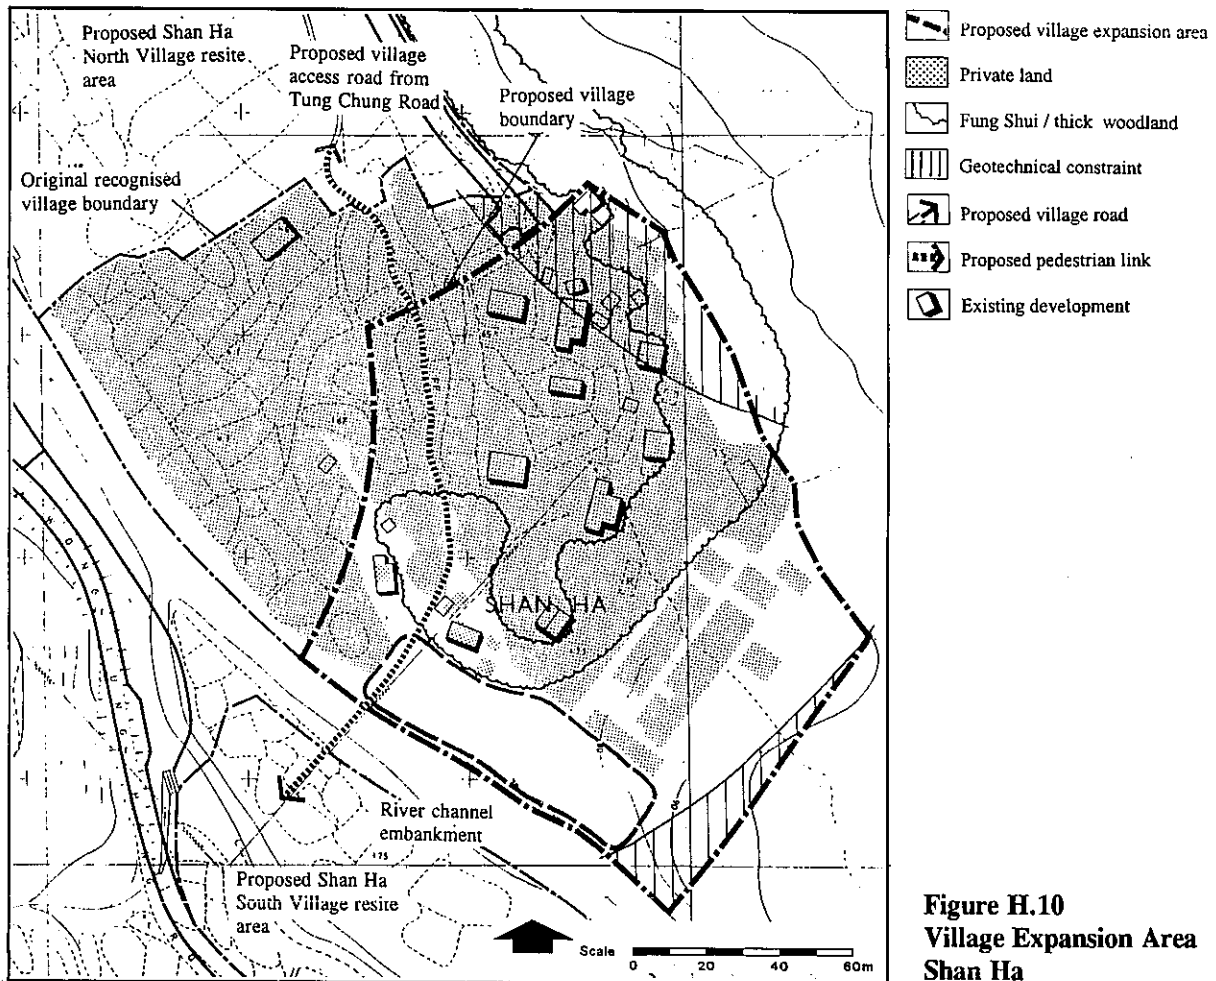 Proposed Shan Ha
North Village resite
area
Proposed village
access road from
Tung Chung Road
Proposed village
boundary
Original recognised
village boundary
SHAN HA
River channel
embankment
Proposed Shan Ha
South Village resite
area
Scale
0 20 40 60m
Proposed village expansion area
Private land
Fung Shui / thick woodland
Geotechnical constraint
Proposed village road
Proposed pedestrian link
Existing development
Figure H.10
Village Expansion Area
Shan Ha